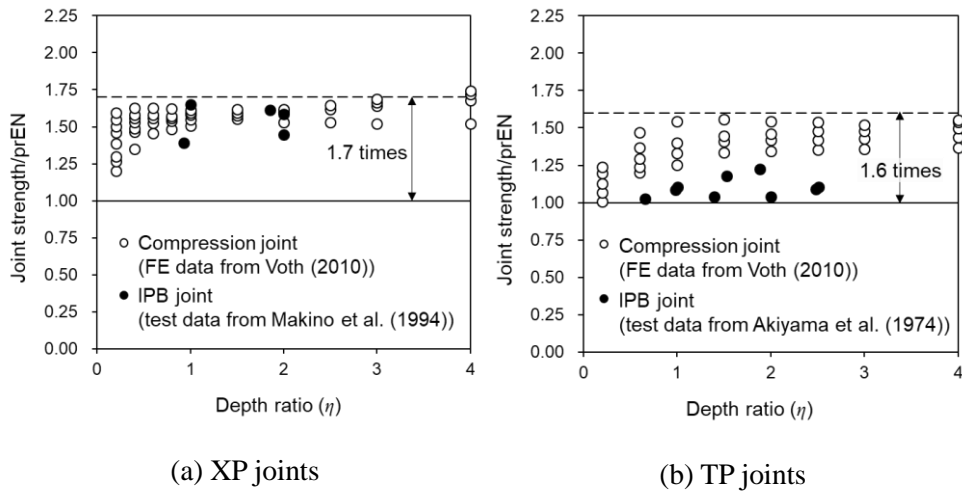 2.25
2.00
1.75
1.50
1.25
1.00
0.75
0.50
0.25
0.00
Joint strength/prEN
1.7 times
Compression joint
(FE data from Voth (2010))
IPB joint
(test data from Makino et al. (1994))
0 1 2 3 4
Depth ratio (η)
(a) XP joints
2.25
2.00
1.75
1.50
1.25
1.00
0.75
0.50
0.25
0.00
Joint strength/prEN
1.6 times
Compression joint
(FE data from Voth (2010))
IPB joint
(test data from Akiyama et al. (1974))
0 1 2 3 4
Depth ratio (η)
(b) TP joints